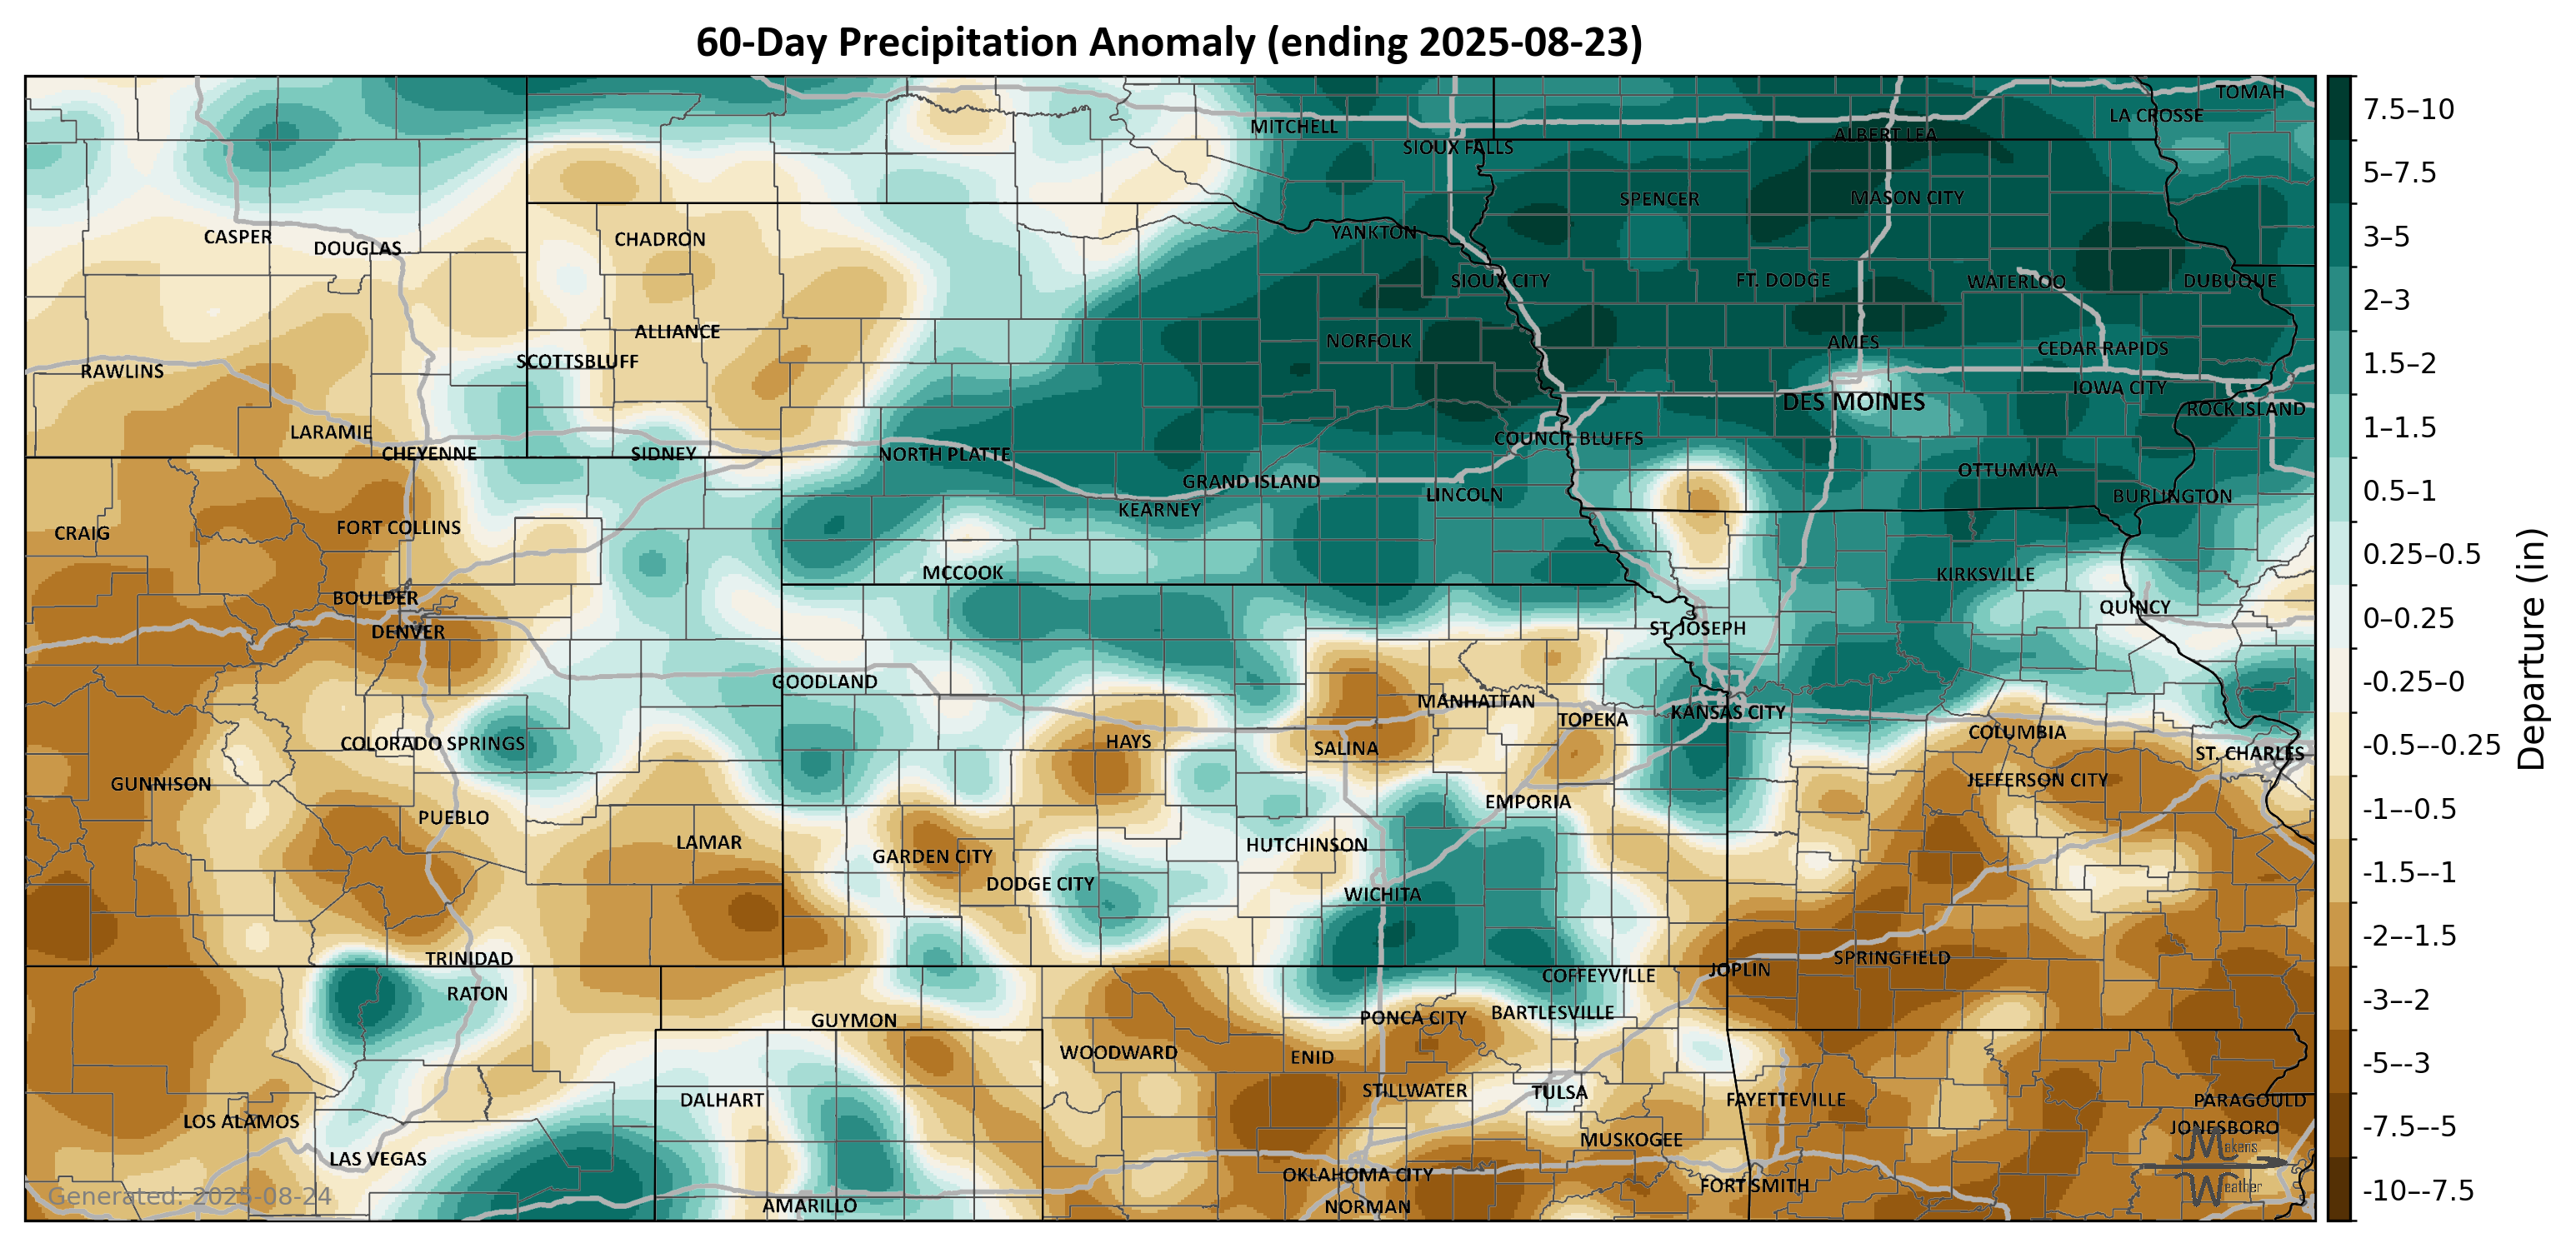 60-Day Precipitation Anomaly (ending 2025-08-23)
TOMAH
LA CROSSE
MITCHELL
ALBERT LEA
SIOUX FALLS
SPENCER
MASON CITY
YANKTON
CASPER
DOUGLAS
CHADRON
SIOUX CITY
FT. DODGE
WATERLOO
DUBUQUE
ALLIANCE
NORFOLK
AMES
CEDAR RAPIDS
SCOTTSBLUFF
RAWLINS
IOWA CITY
DES MOINES
ROCK ISLAND
LARAMIE
COUNCIL BLUFFS
CHEYENNE
SIDNEY
NORTH PLATTE
OTTUMWA
GRAND ISLAND
LINCOLN
BURLINGTON
KEARNEY
CRAIG
FORT COLLINS
MCCOOK
KIRKSVILLE
BOULDER
QUINCY
DENVER
ST. JOSEPH
GOODLAND
MANHATTAN
KANSAS CITY
TOPEKA
COLUMBIA
COLORADO SPRINGS
HAYS
SALINA
ST. CHARLES
GUNNISON
JEFFERSON CITY
EMPORIA
PUEBLO
LAMAR
HUTCHINSON
GARDEN CITY
DODGE CITY
WICHITA
TRINIDAD
SPRINGFIELD
JOPLIN
COFFEYVILLE
RATON
BARTLESVILLE
PONCA CITY
GUYMON
WOODWARD
ENID
STILLWATER
TULSA
DALHART
FAYETTEVILLE
PARAGOULD
LOS ALAMOS
JONESBORO
MUSKOGEE
Makens
Weather
LAS VEGAS
OKLAHOMA CITY
FORT SMITH
Generated: 2025-08-24
AMARILLO
NORMAN
7.5–10
5–7.5
3–5
2–3
1.5–2
1–1.5
0.5–1
0.25–0.5
0–0.25
-0.25–0
-0.5–-0.25
-1–-0.5
-1.5–-1
-2–-1.5
-3–-2
-5–-3
-7.5–-5
-10–-7.5
Departure (in)